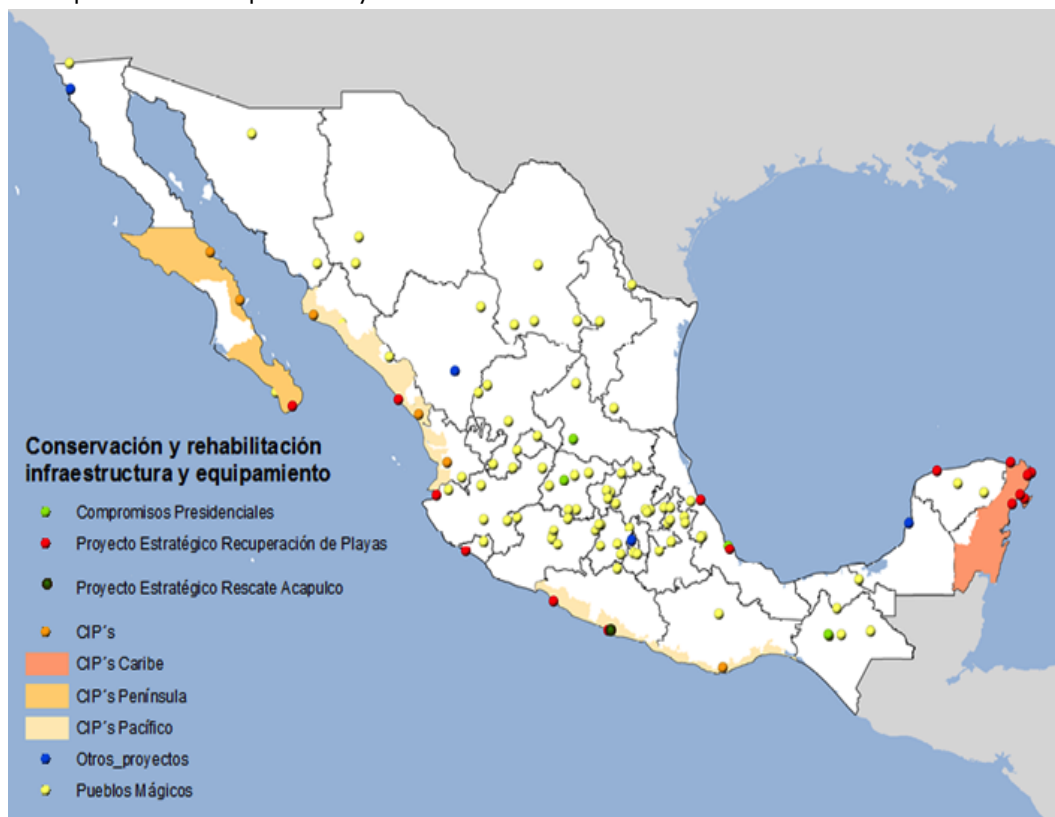 Conservación y rehabilitación
infraestructura y equipamiento
Compromisos Presidenciales
Proyecto Estratégico Recuperación de Playas
Proyecto Estratégico Rescate Acapulco
CIP´s
CIP´s Caribe
CIP´s Península
CIP´s Pacífico
Otros_proyectos
Pueblos Mágicos